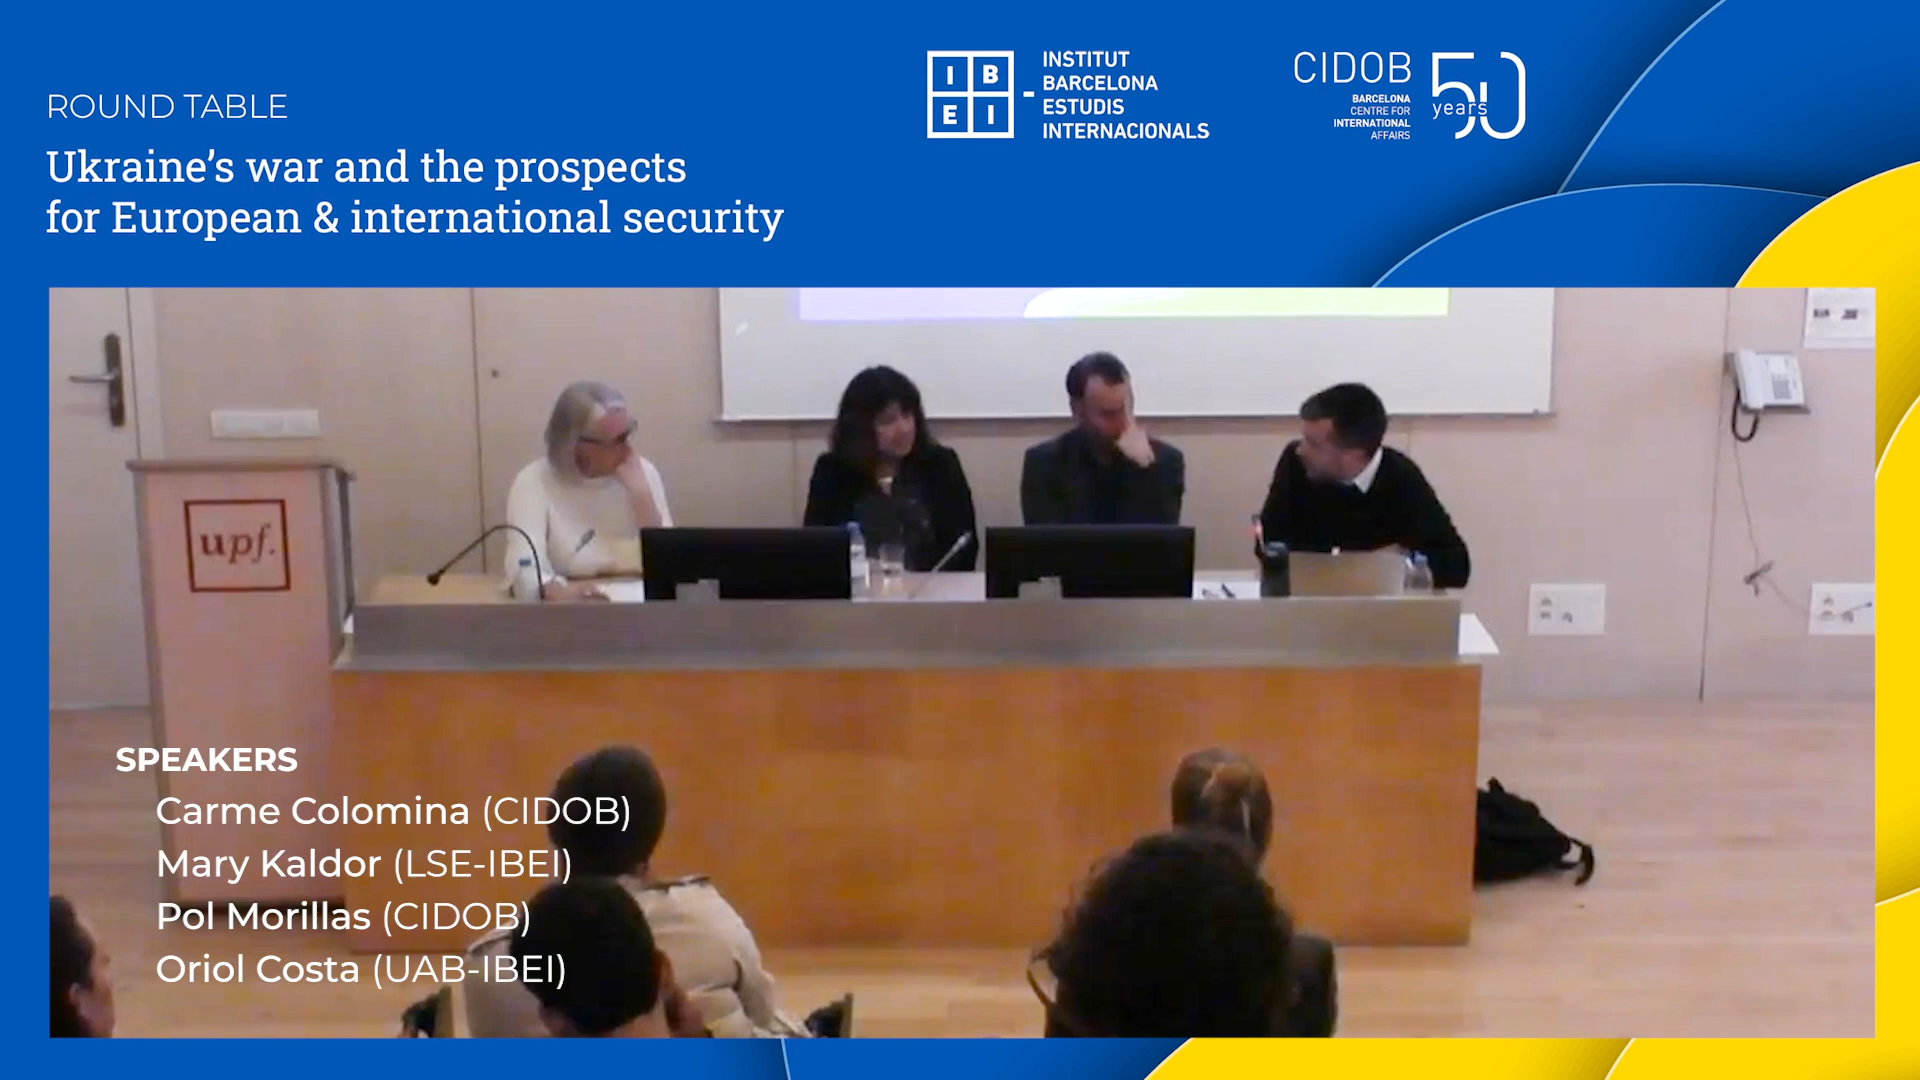 ROUND TABLE
Ukraine’s war and the prospects
for European & international security
I B
E I
INSTITUT
BARCELONA
ESTUDIS
INTERNACIONALS
CIDOB
BARCELONA
CENTRE FOR
INTERNATIONAL
AFFAIRS
50
years
upf.
SPEAKERS
Carme Colomina (CIDOB)
Mary Kaldor (LSE-IBEI)
Pol Morillas (CIDOB)
Oriol Costa (UAB-IBEI)